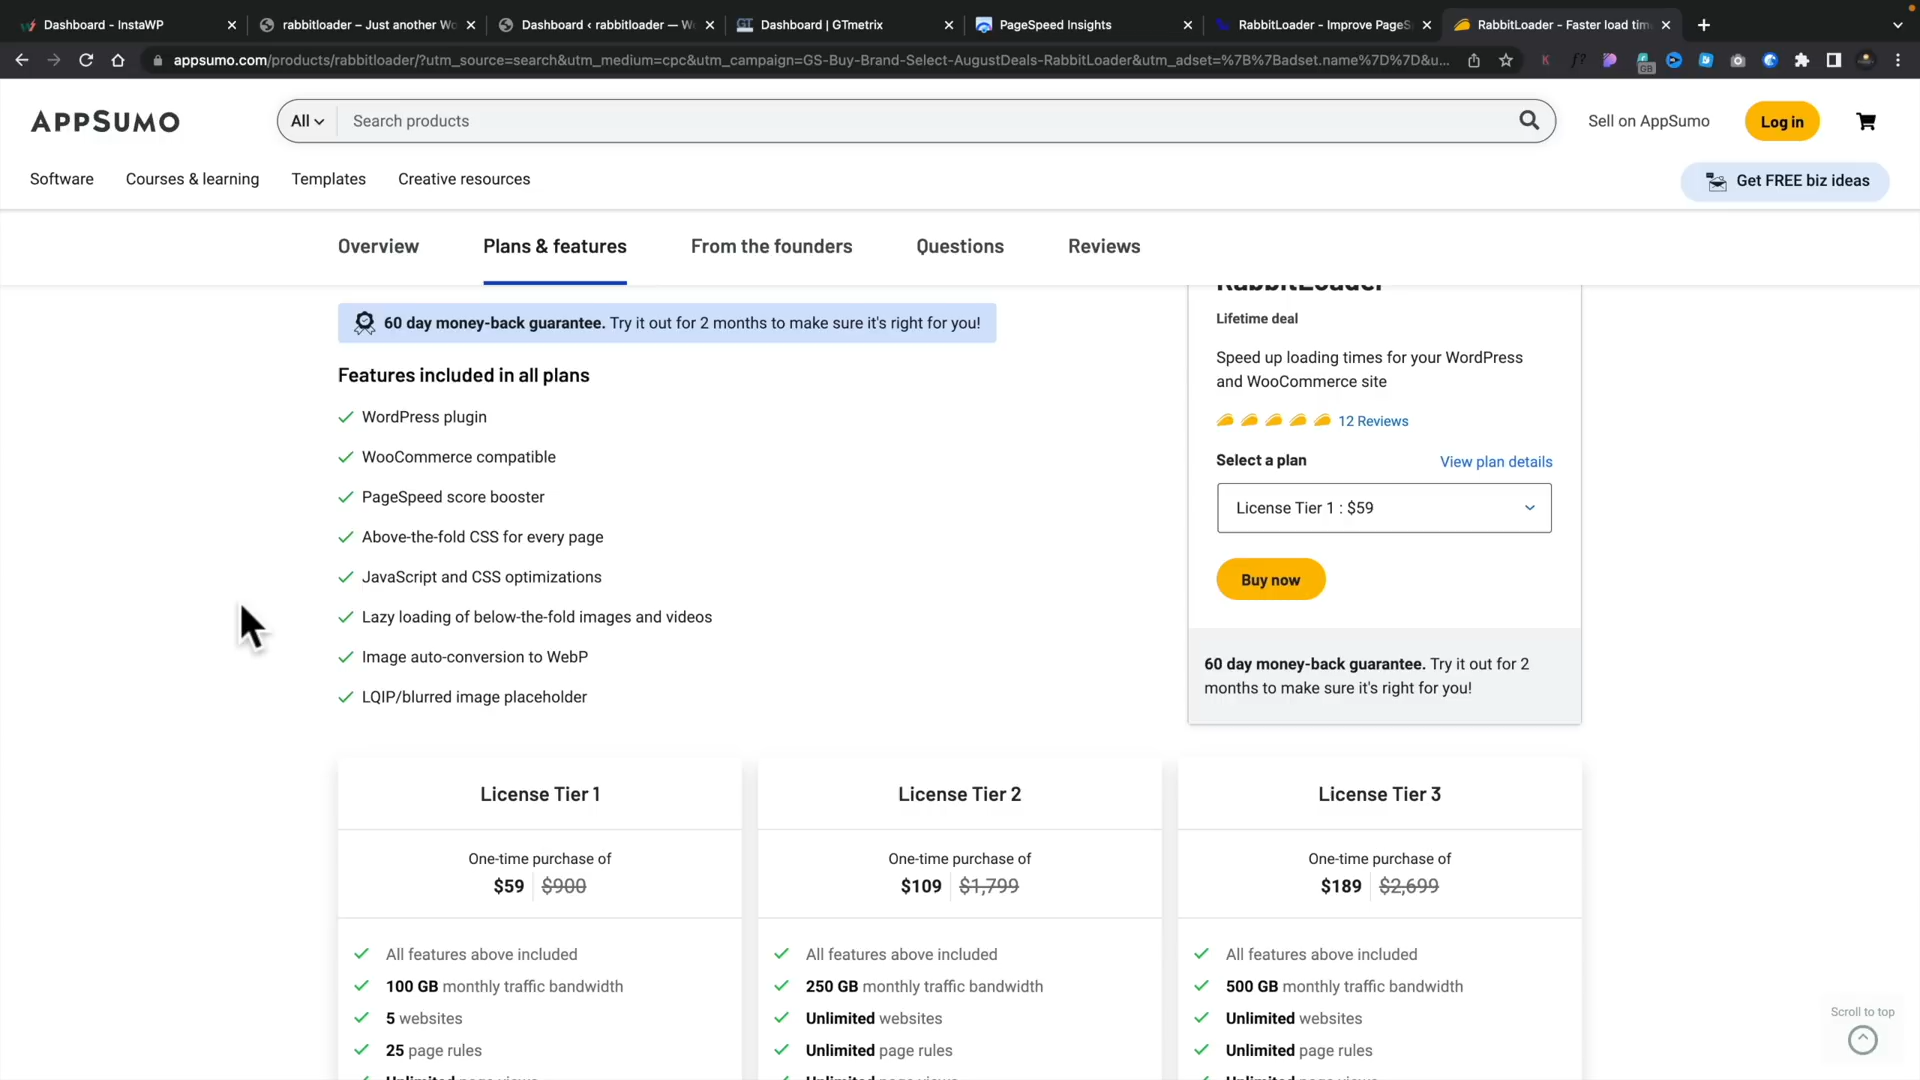 Dashboard - InstaWP
rabbitloader – Just another Wo
Dashboard ‹ rabbitloader — W
Dashboard | GTmetrix
PageSpeed Insights
RabbitLoader - Improve PageS
RabbitLoader - Faster load tim
appsumo.com/products/rabbitloader/?utm_source=search&utm_medium=cpc&utm_campaign=GS-Buy-Brand-Select-AugustDeals-RabbitLoader&utm_adset=%7B%7Badset.name%7D%7D&u...
APPSUMO
All
Search products
Sell on AppSumo
Log in
Software
Courses & learning
Templates
Creative resources
Get FREE biz ideas
Overview
Plans & features
From the founders
Questions
Reviews
60 day money-back guarantee. Try it out for 2 months to make sure it's right for you!
Features included in all plans
WordPress plugin
WooCommerce compatible
PageSpeed score booster
Above-the-fold CSS for every page
JavaScript and CSS optimizations
Lazy loading of below-the-fold images and videos
Image auto-conversion to WebP
LQIP/blurred image placeholder
RabbitLoader
Lifetime deal
Speed up loading times for your WordPress
and WooCommerce site
12 Reviews
Select a plan
View plan details
License Tier 1 : $59
Buy now
60 day money-back guarantee. Try it out for 2
months to make sure it's right for you!
License Tier 1
One-time purchase of
$59 $900
All features above included
100 GB monthly traffic bandwidth
5 websites
25 page rules
Unlimited page views
License Tier 2
One-time purchase of
$109 $1,799
All features above included
250 GB monthly traffic bandwidth
Unlimited websites
Unlimited page rules
Unlimited page views
License Tier 3
One-time purchase of
$189 $2,699
All features above included
500 GB monthly traffic bandwidth
Unlimited websites
Unlimited page rules
Unlimited page views
Scroll to top